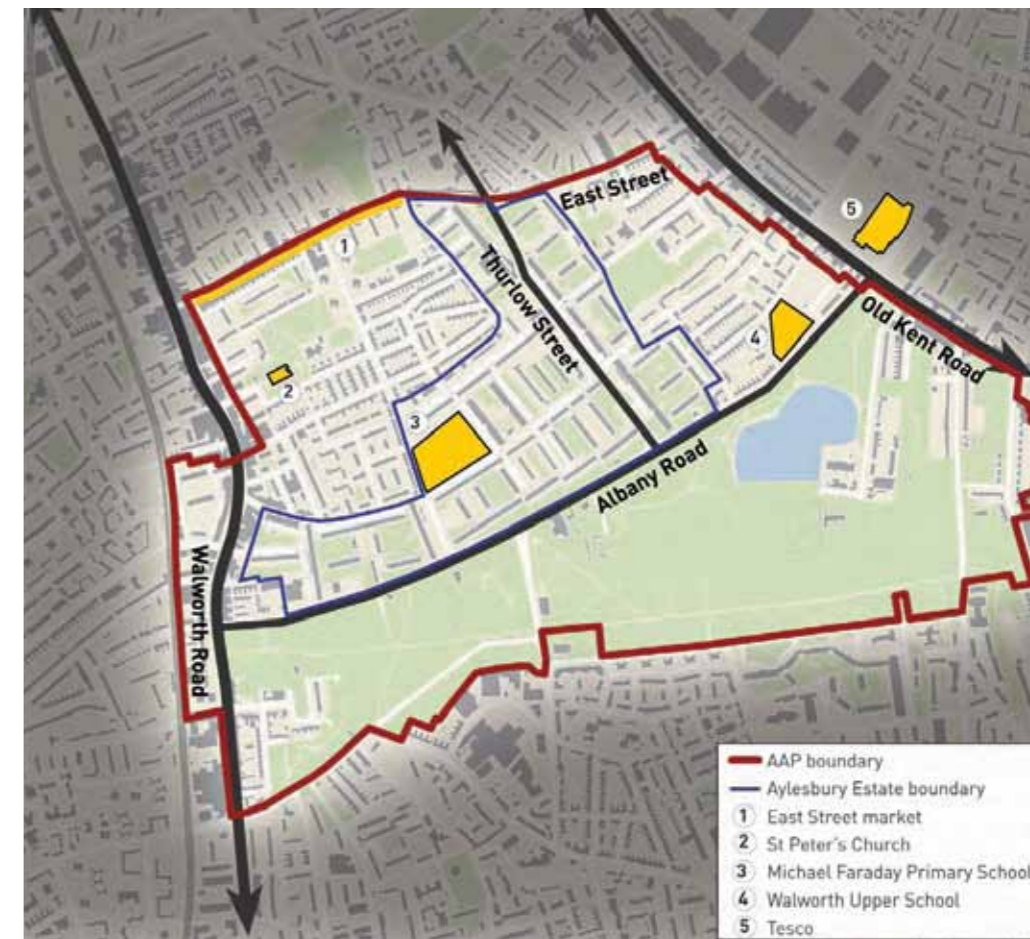 1
2
3
4
5
East Street
Thurlow Street
Old Kent Road
Albany Road
Walworth Road
AAP boundary
Aylesbury Estate boundary
1 East Street market
2 St Peter's Church
3 Michael Faraday Primary School
4 Walworth Upper School
5 Tesco